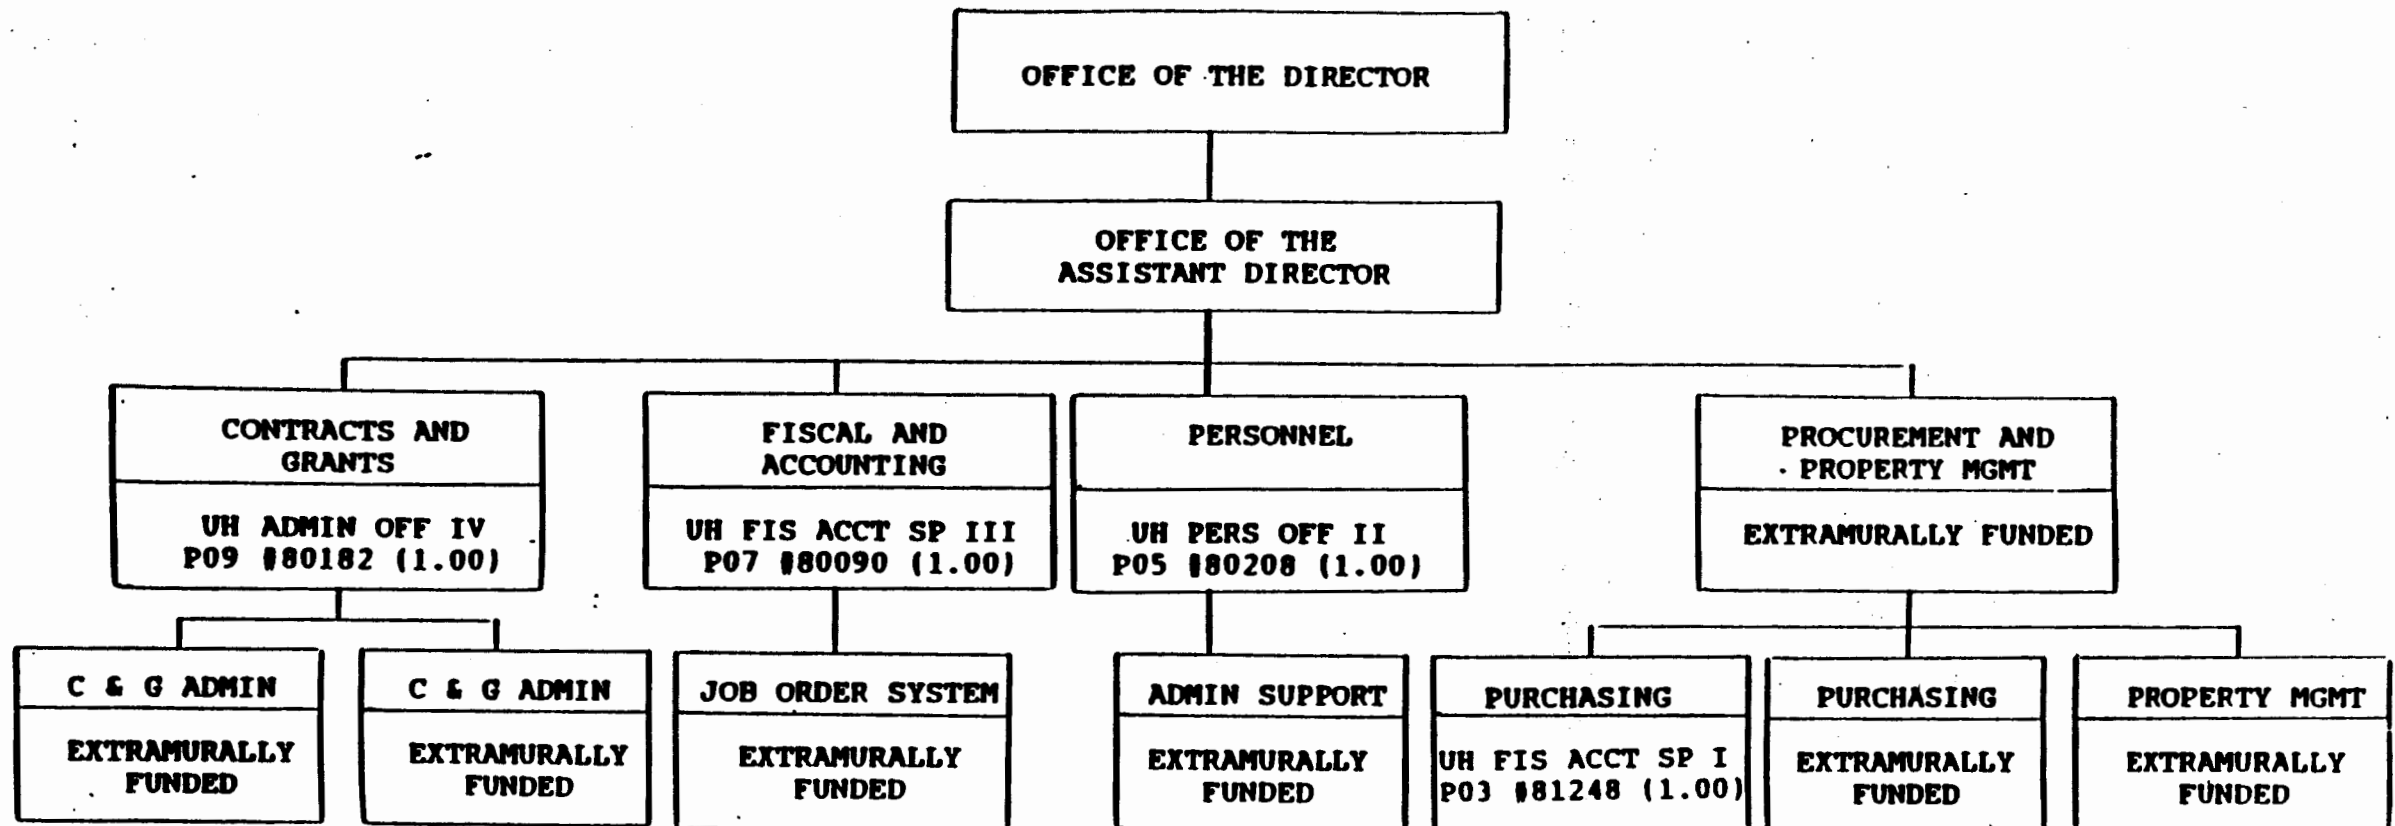 OFFICE OF THE DIRECTOR
OFFICE OF THE
ASSISTANT DIRECTOR
CONTRACTS AND
GRANTS
UH ADMIN OFF IV
P09 #80182 (1.00)
FISCAL AND
ACCOUNTING
UH FIS ACCT SP III
P07 #80090 (1.00)
PERSONNEL
UH PERS OFF II
P05 #80208 (1.00)
PROCUREMENT AND
PROPERTY MGMT
EXTRAMURALLY FUNDED
C & G ADMIN
EXTRAMURALLY
FUNDED
C & G ADMIN
EXTRAMURALLY
FUNDED
JOB ORDER SYSTEM
EXTRAMURALLY
FUNDED
ADMIN SUPPORT
EXTRAMURALLY
FUNDED
PURCHASING
UH FIS ACCT SP I
P03 #81248 (1.00)
PURCHASING
EXTRAMURALLY
FUNDED
PROPERTY MGMT
EXTRAMURALLY
FUNDED